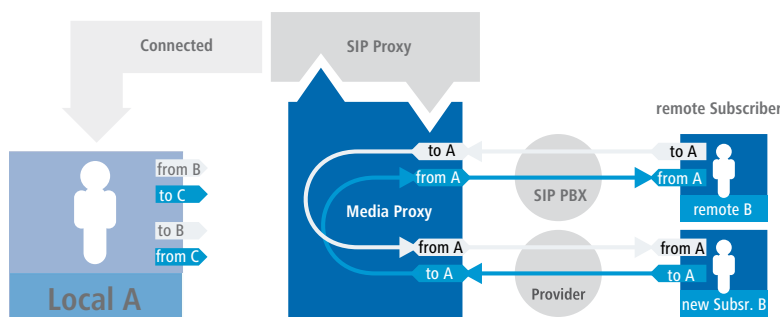 Connected
SIP Proxy
remote Subscriber
from B
to C
to B
from C
Local A
to A
from A
Media Proxy
from A
to A
SIP PBX
Provider
to A
from A
remote B
from A
to A
new Subsr. B